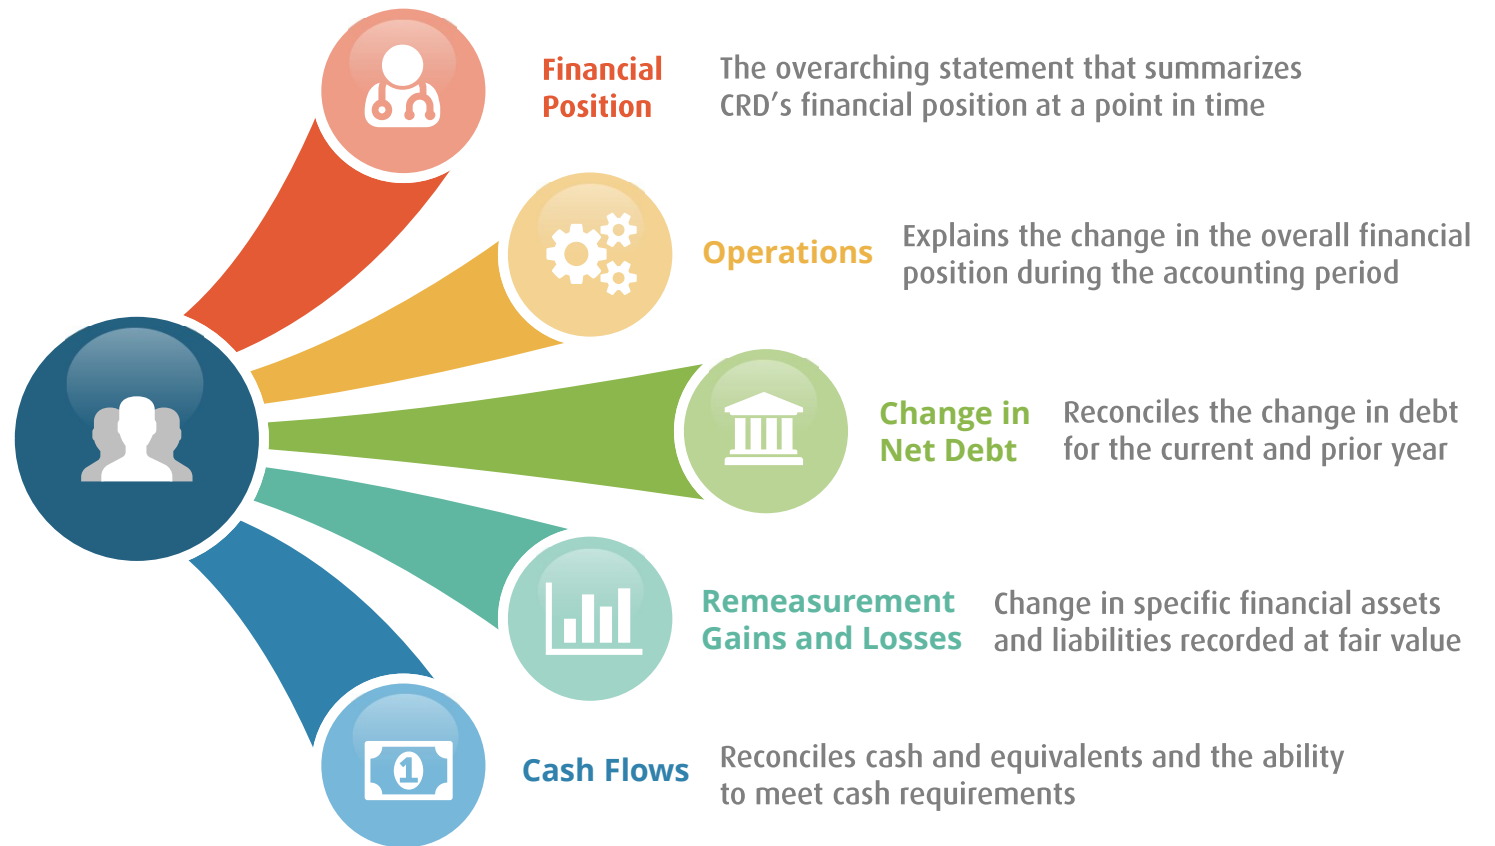 Financial
Position
The overarching statement that summarizes
CRD's financial position at a point in time
Operations
Explains the change in the overall financial
position during the accounting period
Change in
Net Debt
Reconciles the change in debt
for the current and prior year
Remeasurement
Gains and Losses
Change in specific financial assets
and liabilities recorded at fair value
1
Cash Flows
Reconciles cash and equivalents and the ability
to meet cash requirements